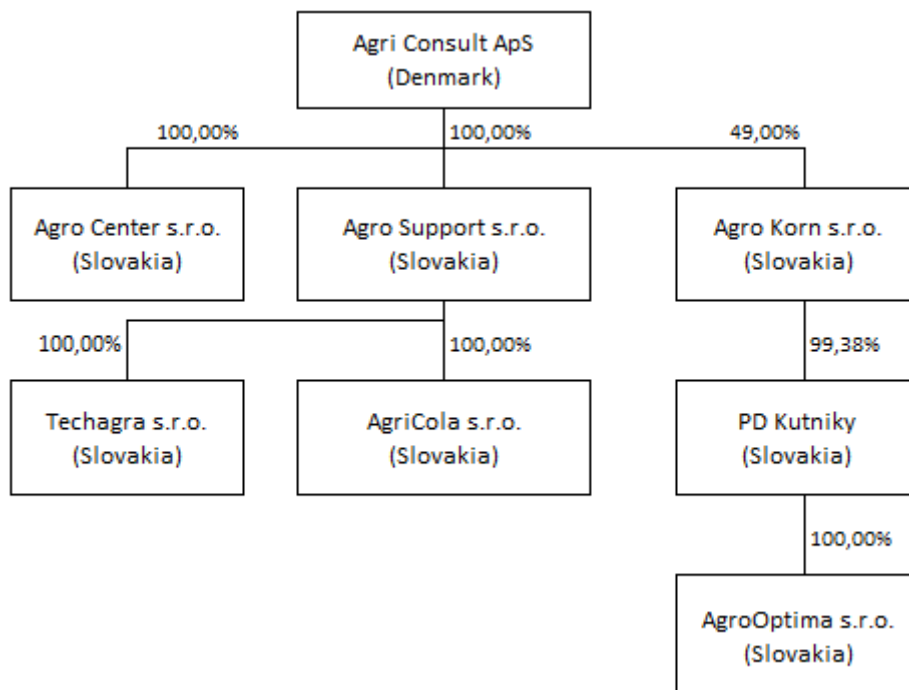 Agri Consult ApS
(Denmark)
100,00%
100,00%
49,00%
Agro Center s.r.o.
(Slovakia)
Agro Support s.r.o.
(Slovakia)
Agro Korn s.r.o.
(Slovakia)
100,00%
100,00%
99,38%
Techagra s.r.o.
(Slovakia)
AgriCola s.r.o.
(Slovakia)
PD Kutniky
(Slovakia)
100,00%
AgroOptima s.r.o.
(Slovakia)